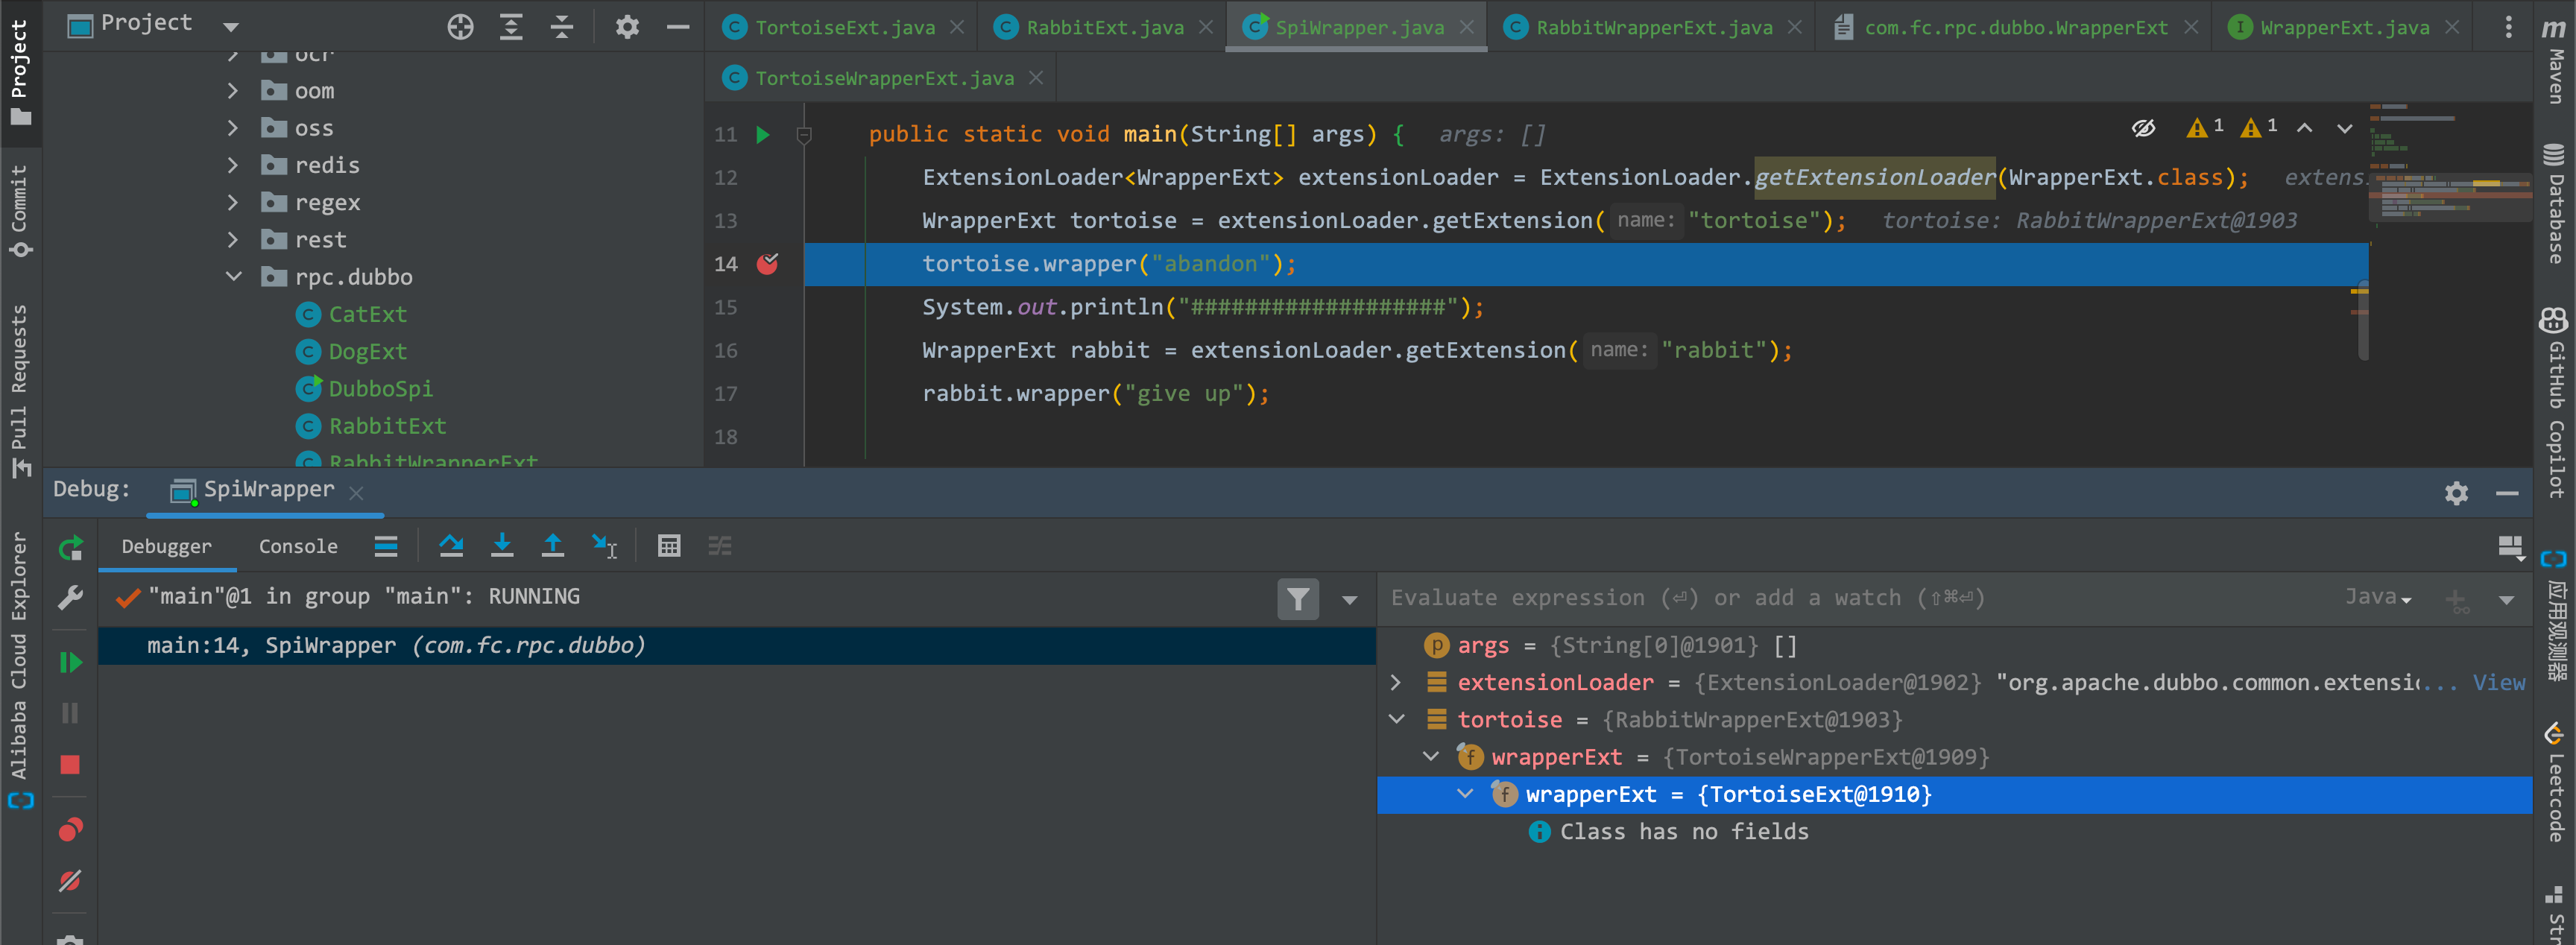 Project
TortoiseExt.java
RabbitExt.java
SpiWrapper.java
RabbitWrapperExt.java
com.fc.rpc.dubbo.WrapperExt
WrapperExt.java
TortoiseWrapperExt.java
Project
Commit
Pull Requests
Alibaba Cloud Explorer
ocr
oom
oss
redis
regex
rest
rpc.dubbo
CatExt
DogExt
DubboSpi
RabbitExt
RabbitWrapperExt
11 public static void main(String[] args) { args: []
12 ExtensionLoader<WrapperExt> extensionLoader = ExtensionLoader.getExtensionLoader(WrapperExt.class); extens
13 WrapperExt tortoise = extensionLoader.getExtension( name: "tortoise"); tortoise: RabbitWrapperExt@1903
14 tortoise.wrapper("abandon");
15 System.out.println("###################");
16 WrapperExt rabbit = extensionLoader.getExtension( name: "rabbit");
17 rabbit.wrapper("give up");
18
1 1
m
Maven
Database
GitHub Copilot
应用观测器
Leetcode
Str
Debug: SpiWrapper
Debugger Console
"main"@1 in group "main": RUNNING
main:14, SpiWrapper (com.fc.rpc.dubbo)
Evaluate expression (⏎) or add a watch (⇧⌘⏎)
Java
args = {String[0]@1901} []
extensionLoader = {ExtensionLoader@1902} "org.apache.dubbo.common.extensi... View
tortoise = {RabbitWrapperExt@1903}
wrapperExt = {TortoiseWrapperExt@1909}
wrapperExt = {TortoiseExt@1910}
Class has no fields